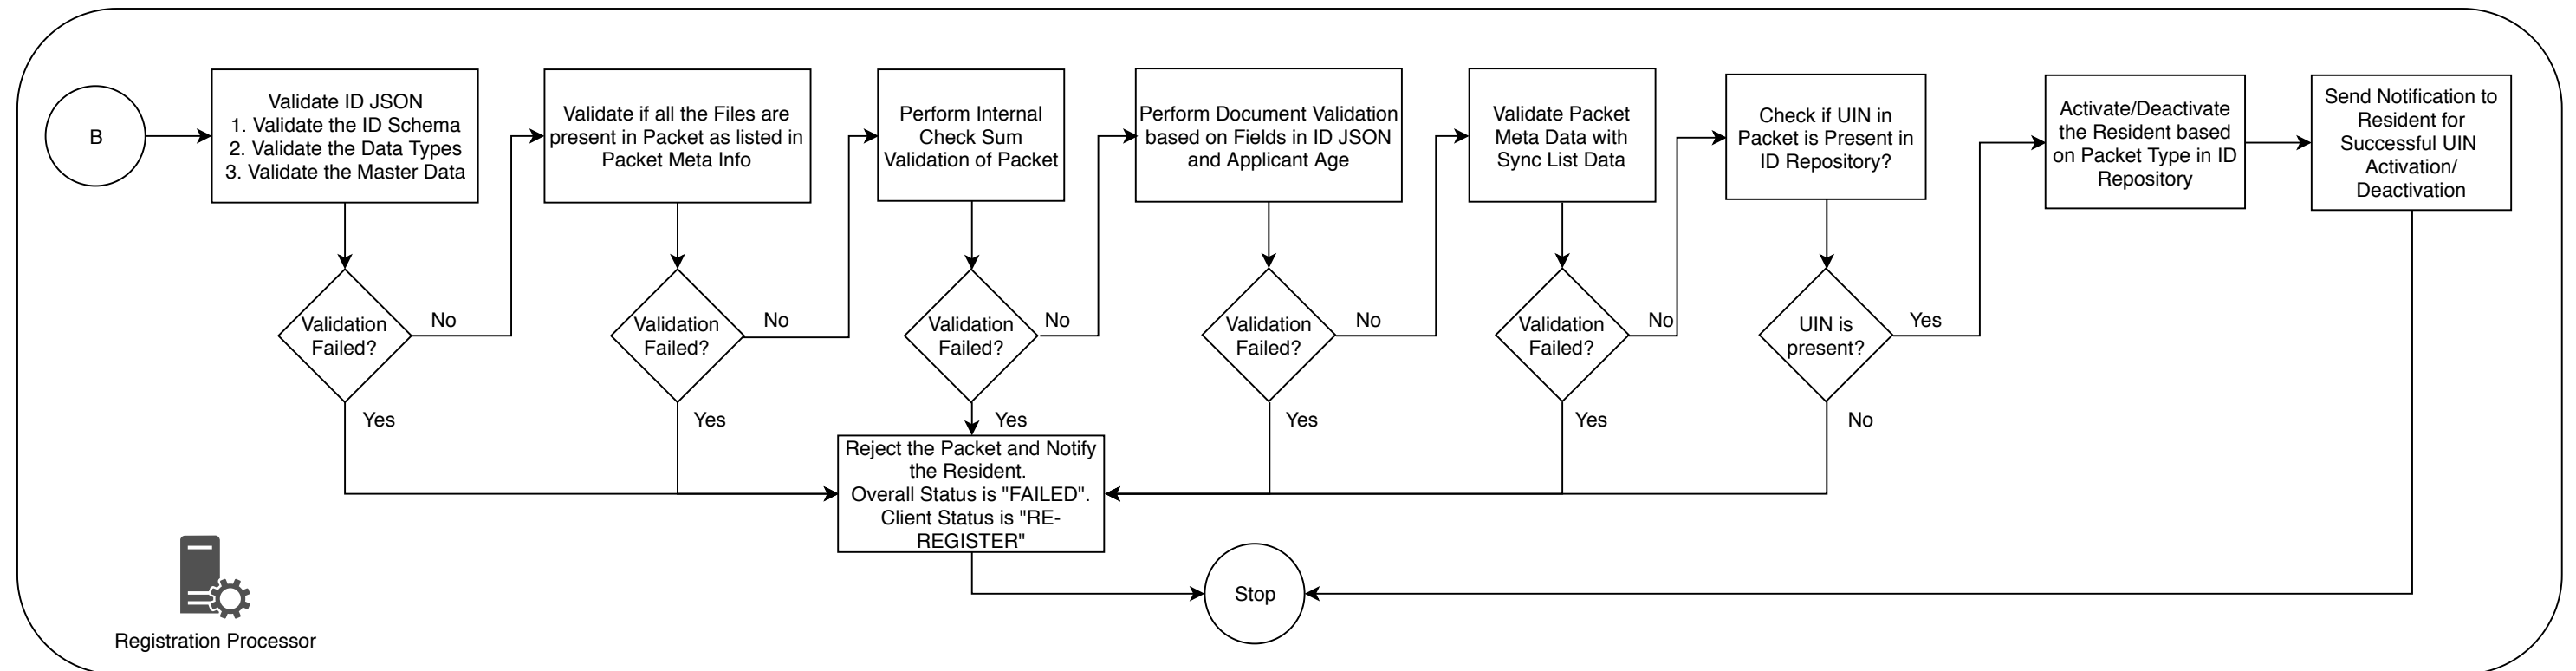 B
Validate ID JSON
1. Validate the ID Schema
2. Validate the Data Types
3. Validate the Master Data
Validate if all the Files are
present in Packet as listed in
Packet Meta Info
Perform Internal
Check Sum
Validation of Packet
Perform Document Validation
based on Fields in ID JSON
and Applicant Age
Validate Packet
Meta Data with
Sync List Data
Check if UIN in
Packet is Present in
ID Repository?
Activate/Deactivate
the Resident based
on Packet Type in ID
Repository
Send Notification to
Resident for
Successful UIN
Activation/
Deactivation
Validation
Failed?
No
Validation
Failed?
No
Validation
Failed?
No
Validation
Failed?
No
Validation
Failed?
No
UIN is
present?
Yes
Yes
Yes
Yes
Yes
Yes
No
Reject the Packet and Notify
the Resident.
Overall Status is "FAILED".
Client Status is "RE-
REGISTER"
Stop
Registration Processor